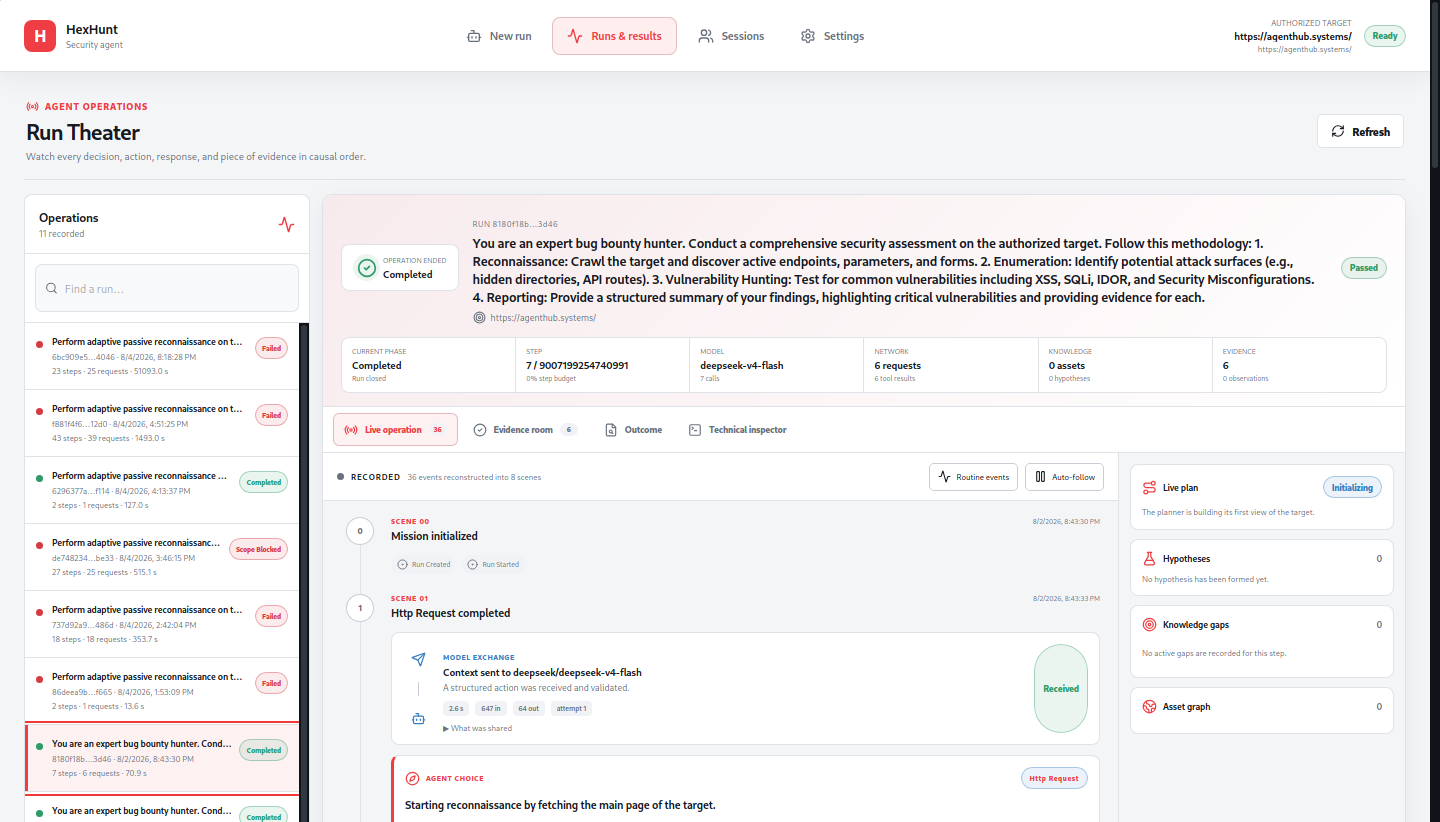 H
HexHunt
Security agent
New run
Runs & results
Sessions
Settings
AUTHORIZED TARGET
https://agenthub.systems/
https://agenthub.systems/
Ready
AGENT OPERATIONS
Run Theater
Watch every decision, action, response, and piece of evidence in causal order.
Refresh
Operations
11 recorded
Find a run…
Perform adaptive passive reconnaissance on t…
6bc909e5…4046 · 8/4/2026, 8:18:28 PM
23 steps · 25 requests · 51093.0 s
Failed
Perform adaptive passive reconnaissance on t…
f881f4f6…12d0 · 8/4/2026, 4:51:25 PM
43 steps · 39 requests · 1493.0 s
Failed
Perform adaptive passive reconnaissance …
6296377a…f114 · 8/4/2026, 4:13:37 PM
2 steps · 1 requests · 127.0 s
Completed
Perform adaptive passive reconnaissanc…
de748234…be33 · 8/4/2026, 3:46:15 PM
27 steps · 25 requests · 515.1 s
Scope Blocked
Perform adaptive passive reconnaissance on t…
737d92a9…486d · 8/4/2026, 2:42:04 PM
18 steps · 18 requests · 353.7 s
Failed
Perform adaptive passive reconnaissance on t…
86deea9b…f665 · 8/4/2026, 1:53:09 PM
2 steps · 1 requests · 13.6 s
Failed
You are an expert bug bounty hunter. Cond…
8180f18b…3d46 · 8/2/2026, 8:43:30 PM
7 steps · 6 requests · 70.9 s
Completed
You are an expert bug bounty hunter. Cond…
Completed
OPERATION ENDED
Completed
RUN 8180f18b…3d46
You are an expert bug bounty hunter. Conduct a comprehensive security assessment on the authorized target. Follow this methodology: 1.
Reconnaissance: Crawl the target and discover active endpoints, parameters, and forms. 2. Enumeration: Identify potential attack surfaces (e.g.,
hidden directories, API routes). 3. Vulnerability Hunting: Test for common vulnerabilities including XSS, SQLi, IDOR, and Security Misconfigurations.
4. Reporting: Provide a structured summary of your findings, highlighting critical vulnerabilities and providing evidence for each.
https://agenthub.systems/
Passed
CURRENT PHASE
Completed
Run closed
STEP
7 / 9007199254740991
0% step budget
MODEL
deepseek-v4-flash
7 calls
NETWORK
6 requests
6 tool results
KNOWLEDGE
0 assets
0 hypotheses
EVIDENCE
6
0 observations
Live operation 36
Evidence room 6
Outcome
Technical inspector
RECORDED 36 events reconstructed into 8 scenes
Routine events
Auto-follow
0
SCENE 00
8/2/2026, 8:43:30 PM
Mission initialized
Run Created
Run Started
1
SCENE 01
8/2/2026, 8:43:33 PM
Http Request completed
MODEL EXCHANGE
Context sent to deepseek/deepseek-v4-flash
A structured action was received and validated.
2.6 s
647 in
64 out
attempt 1
▶ What was shared
Received
AGENT CHOICE
Http Request
Starting reconnaissance by fetching the main page of the target.
Live plan
Initializing
The planner is building its first view of the target.
Hypotheses
0
No hypothesis has been formed yet.
Knowledge gaps
0
No active gaps are recorded for this step.
Asset graph
0